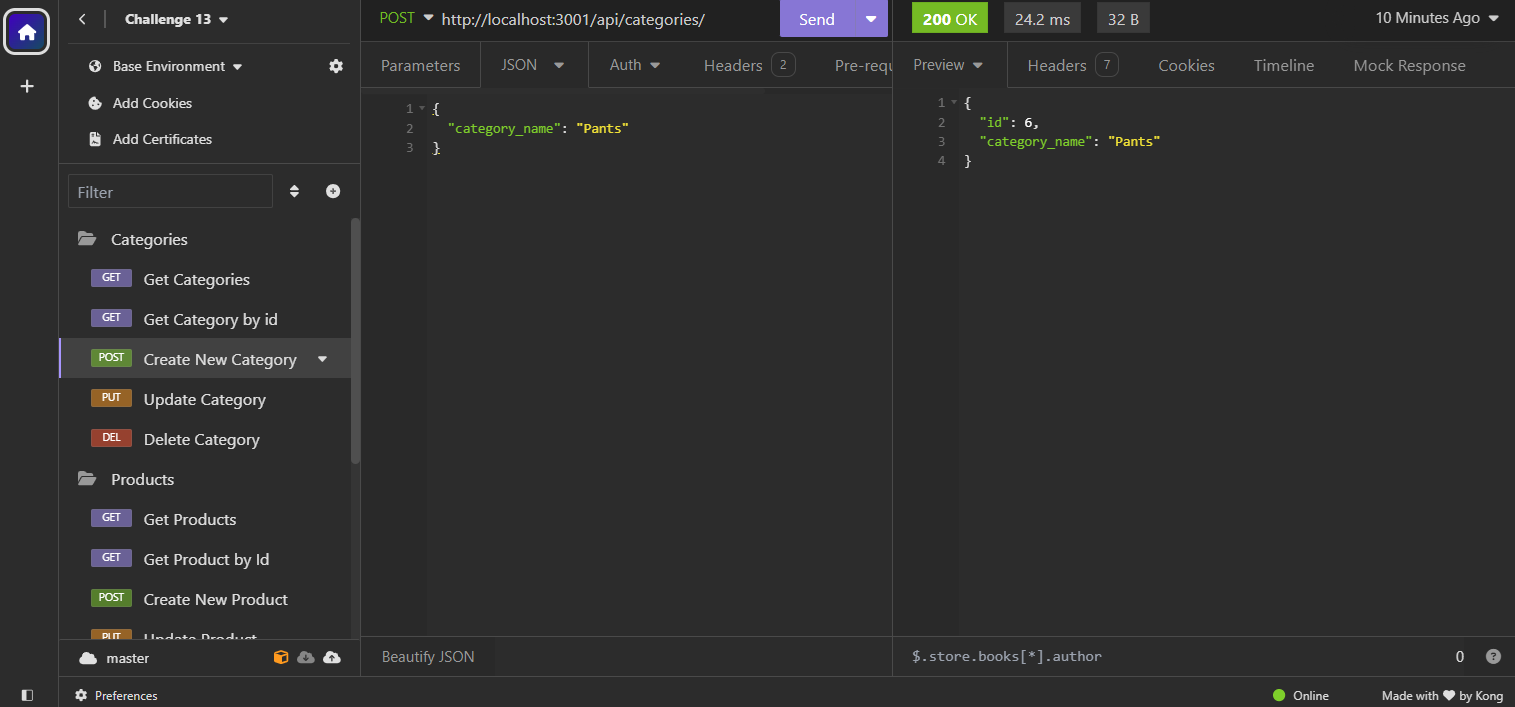 Challenge 13
Base Environment
Add Cookies
Add Certificates
Filter
Categories
GET Get Categories
GET Get Category by id
POST Create New Category
PUT Update Category
DEL Delete Category
Products
GET Get Products
GET Get Product by Id
POST Create New Product
PUT Update Product
master
Preferences
POST http://localhost:3001/api/categories/ Send
Parameters JSON Auth Headers 2 Pre-requ
1 {
2 "category_name": "Pants"
3 }
Beautify JSON
200 OK 24.2 ms 32 B 10 Minutes Ago
Preview Headers 7 Cookies Timeline Mock Response
1 {
2 "id": 6,
3 "category_name": "Pants"
4 }
$.store.books[*].author 0 ?
Online Made with ♥ by Kong